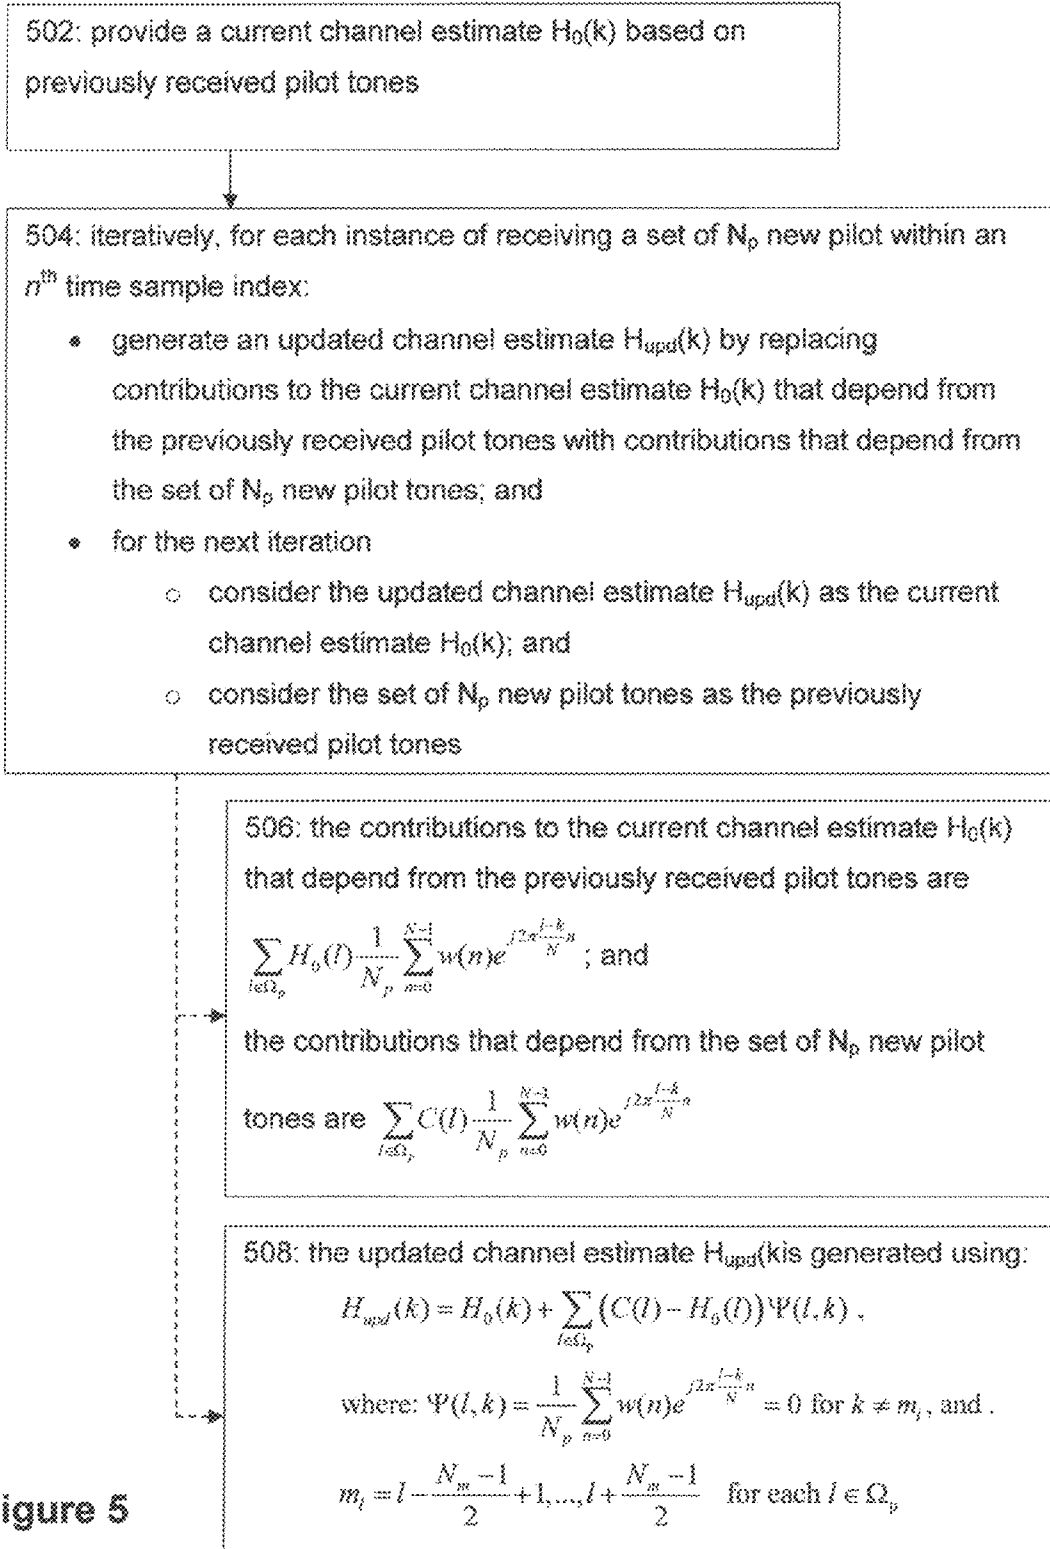 502: provide a current channel estimate H₀(k) based on
previously received pilot tones
504: iteratively, for each instance of receiving a set of Nₚ new pilot within an
nᵗʰ time sample index:
• generate an updated channel estimate H_upd(k) by replacing
contributions to the current channel estimate H₀(k) that depend from
the previously received pilot tones with contributions that depend from
the set of Nₚ new pilot tones; and
• for the next iteration
○ consider the updated channel estimate H_upd(k) as the current
channel estimate H₀(k); and
○ consider the set of Nₚ new pilot tones as the previously
received pilot tones
506: the contributions to the current channel estimate H₀(k)
that depend from the previously received pilot tones are
∑_{l∈Ωₚ} H₀(l) 1/Nₚ ∑_{n=0}^{N-1} w(n)e^{j2π (l-k)/N n} ; and
the contributions that depend from the set of Nₚ new pilot
tones are ∑_{l∈Ωₚ} C(l) 1/Nₚ ∑_{n=0}^{N-1} w(n)e^{j2π (l-k)/N n}
508: the updated channel estimate H_upd(kis generated using:
H_upd(k) = H₀(k) + ∑_{l∈Ωₚ} (C(l) − H₀(l))Ψ(l,k) ,
where: Ψ(l,k) = 1/Nₚ ∑_{n=0}^{N-1} w(n)e^{j2π (l-k)/N n} = 0 for k ≠ m_l, and .
m_l = l − (N_m −1)/2 +1,...,l + (N_m −1)/2 for each l ∈ Ωₚ
igure 5